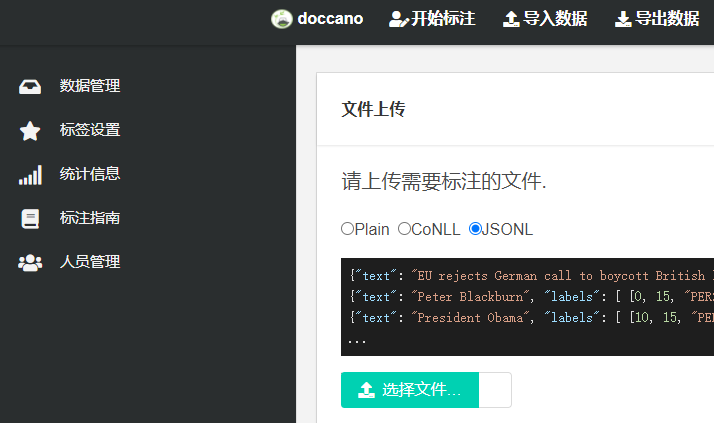 doccano 开始标注 导入数据 导出数据
数据管理
标签设置
统计信息
标注指南
人员管理
文件上传
请上传需要标注的文件.
Plain CoNLL JSONL
{"text": "EU rejects German call to boycott British
{"text": "Peter Blackburn", "labels": [ [0, 15, "PER
{"text": "President Obama", "labels": [ [10, 15, "PE
...
选择文件...